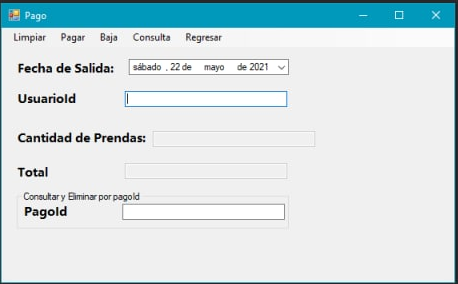 Pago
Limpiar Pagar Baja Consulta Regresar
Fecha de Salida: sábado , 22 de mayo de 2021
UsuarioId
Cantidad de Prendas:
Total
Consultar y Eliminar por pagoId
PagoId